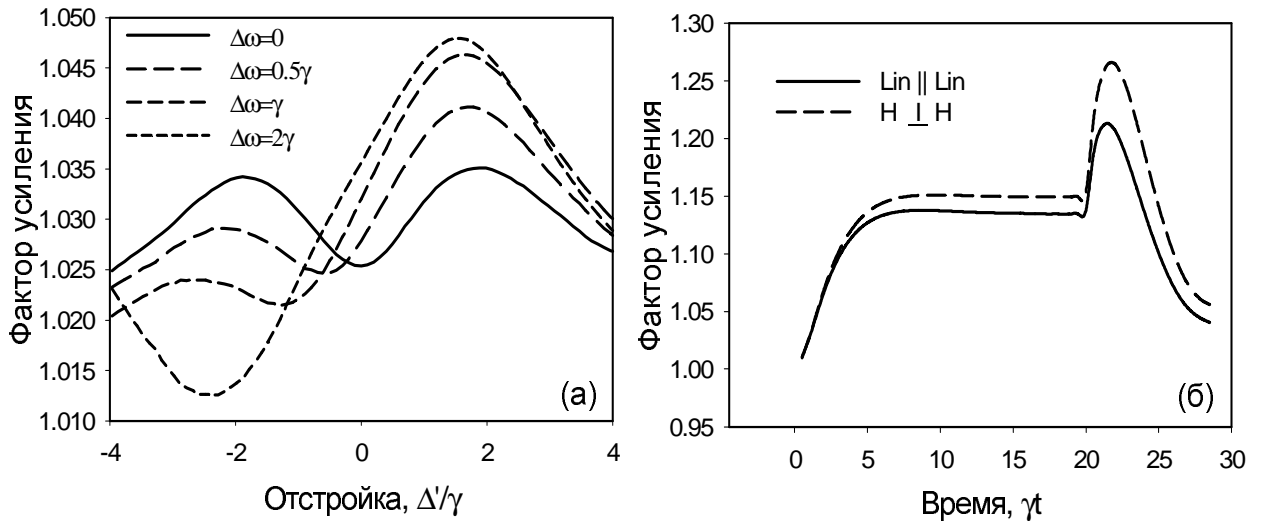 1.050
1.045
1.040
1.035
1.030
1.025
1.020
1.015
1.010
Фактор усиления
Δω=0
Δω=0.5γ
Δω=γ
Δω=2γ
(а)
-4
-2
0
2
4
Отстройка, Δ'/γ
1.30
1.25
1.20
1.15
1.10
1.05
1.00
0.95
Фактор усиления
Lin || Lin
H ⊥ H
(б)
0
5
10
15
20
25
30
Время, γt